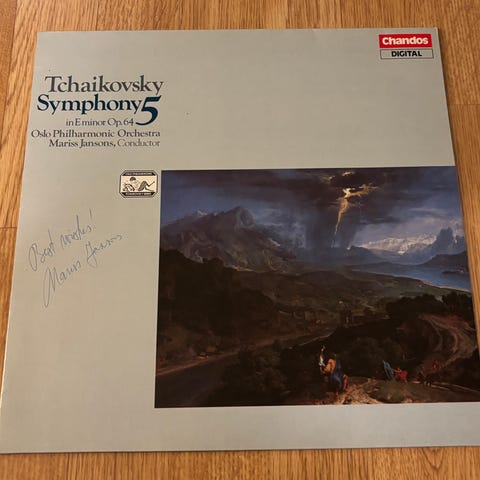 Chandos
DIGITAL
Tchaikovsky
Symphony 5
in E minor Op. 64
Oslo Philharmonic Orchestra
Mariss Jansons, Conductor
Best wishes!
Mariss Jansons